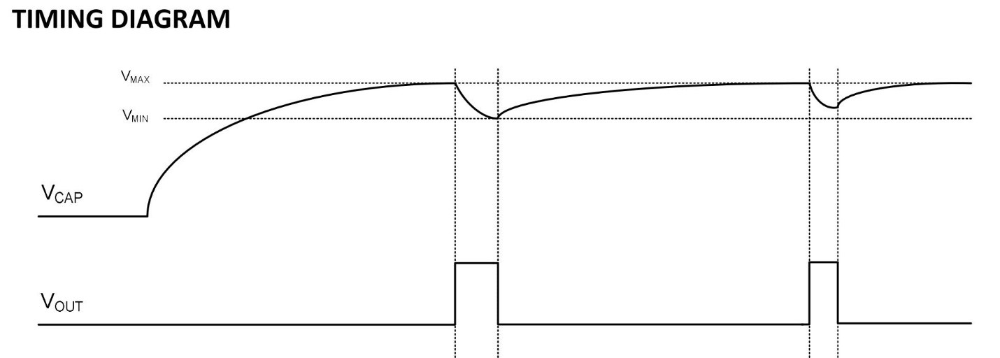 TIMING DIAGRAM
VMAX
VMIN
VCAP
VOUT